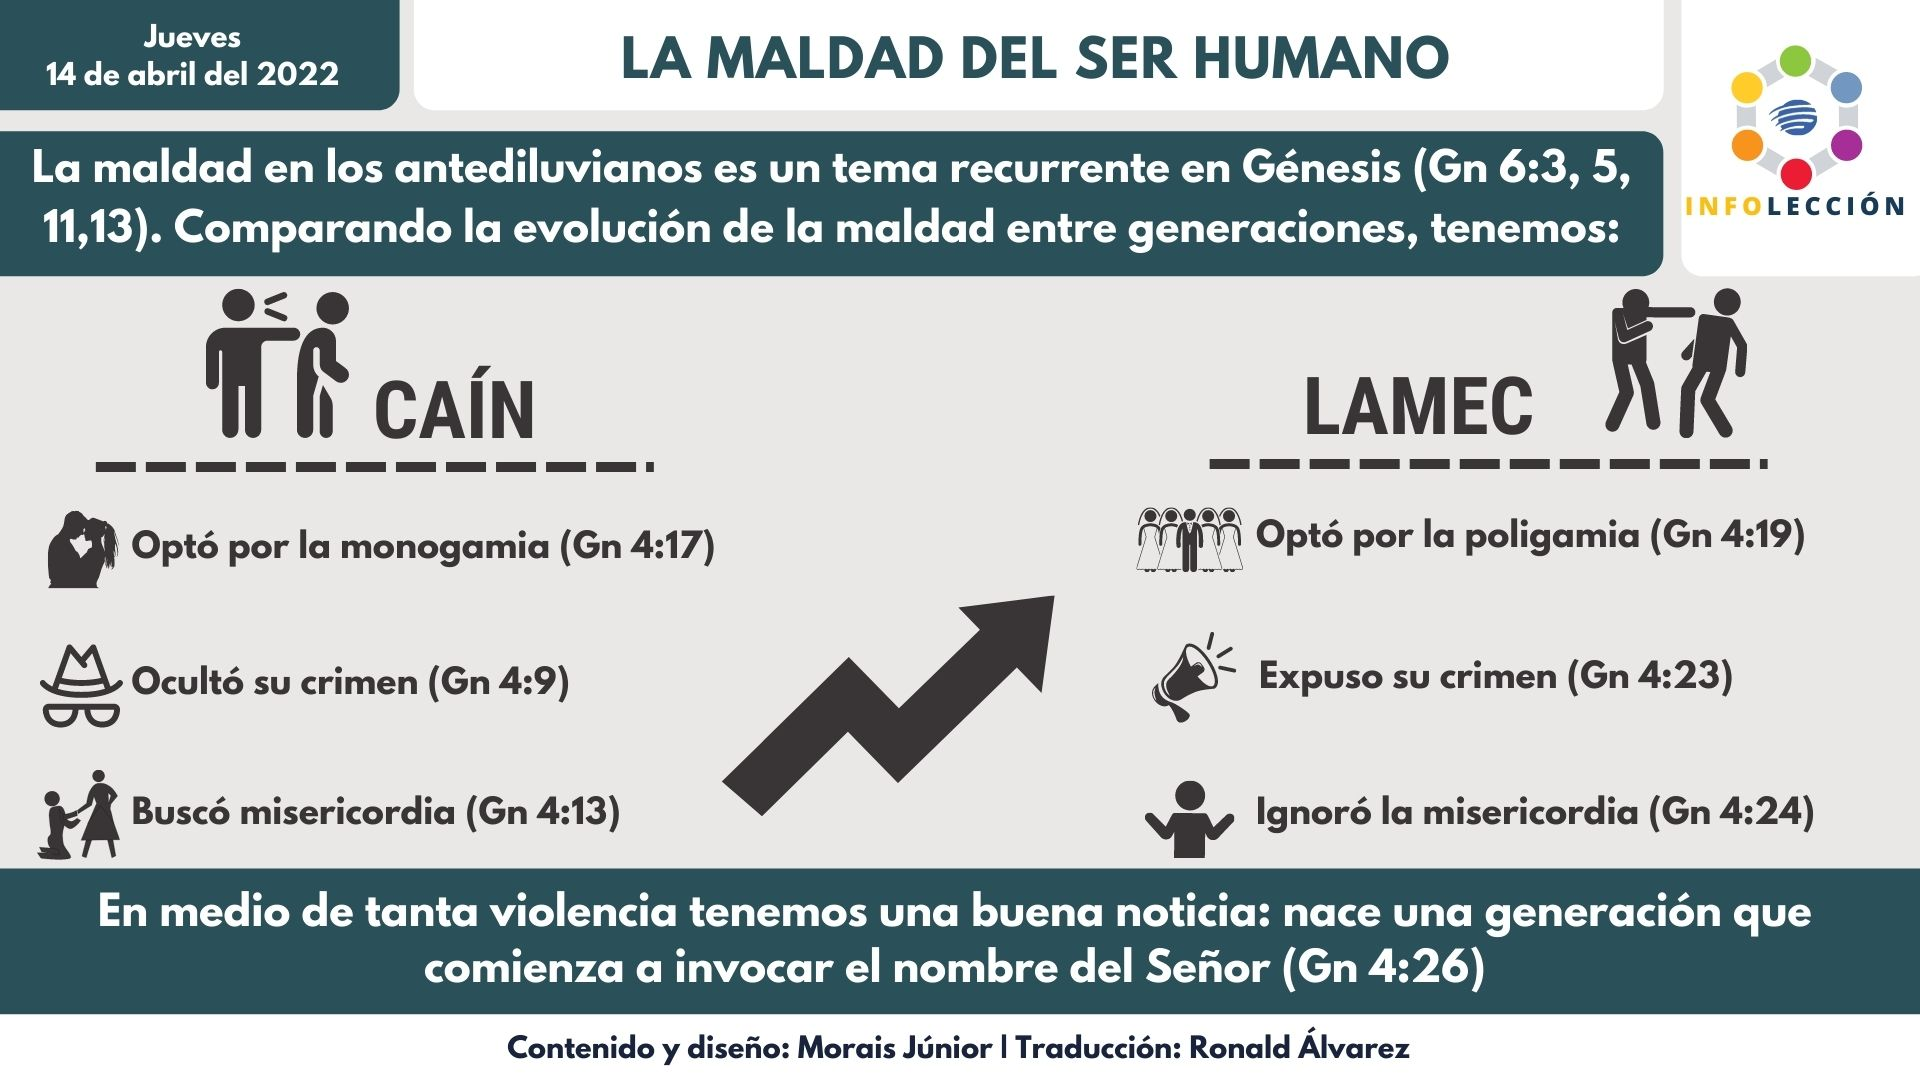 Jueves
14 de abril del 2022
LA MALDAD DEL SER HUMANO
INFOLECCIÓN
La maldad en los antediluvianos es un tema recurrente en Génesis (Gn 6:3, 5,
11,13). Comparando la evolución de la maldad entre generaciones, tenemos:
CAÍN
Optó por la monogamia (Gn 4:17)
Ocultó su crimen (Gn 4:9)
Buscó misericordia (Gn 4:13)
LAMEC
Optó por la poligamia (Gn 4:19)
Expuso su crimen (Gn 4:23)
Ignoró la misericordia (Gn 4:24)
En medio de tanta violencia tenemos una buena noticia: nace una generación que
comienza a invocar el nombre del Señor (Gn 4:26)
Contenido y diseño: Morais Júnior | Traducción: Ronald Álvarez